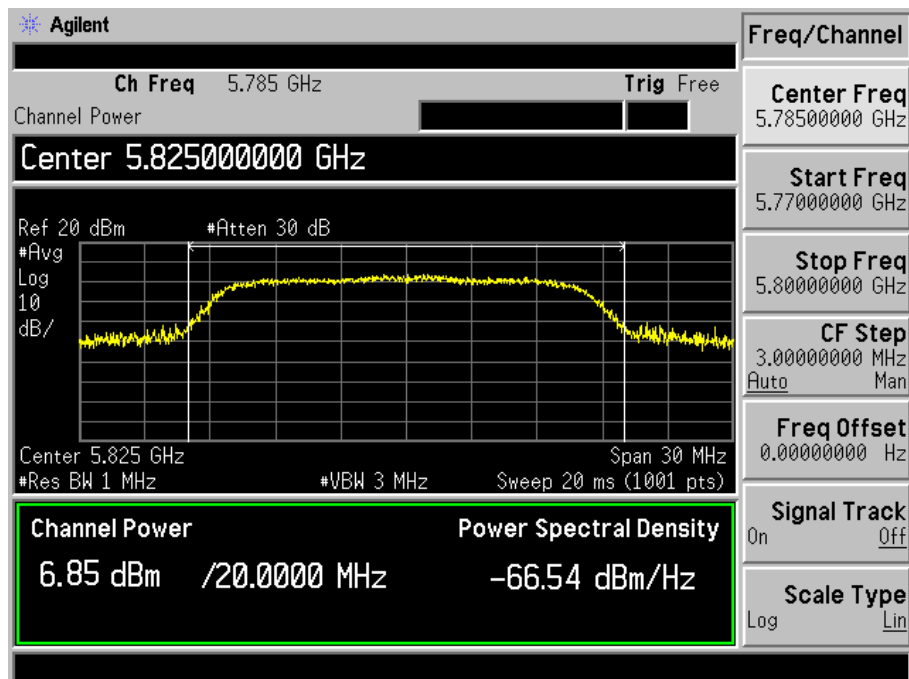 Agilent
Ch Freq 5.785 GHz Trig Free
Channel Power
Center 5.825000000 GHz
Ref 20 dBm #Atten 30 dB
#Avg
Log
10
dB/
Center 5.825 GHz Span 30 MHz
#Res BW 1 MHz #VBW 3 MHz Sweep 20 ms (1001 pts)
Channel Power Power Spectral Density
6.85 dBm /20.0000 MHz -66.54 dBm/Hz
Freq/Channel
Center Freq
5.78500000 GHz
Start Freq
5.77000000 GHz
Stop Freq
5.80000000 GHz
CF Step
3.00000000 MHz
Auto Man
Freq Offset
0.00000000 Hz
Signal Track
On Off
Scale Type
Log Lin